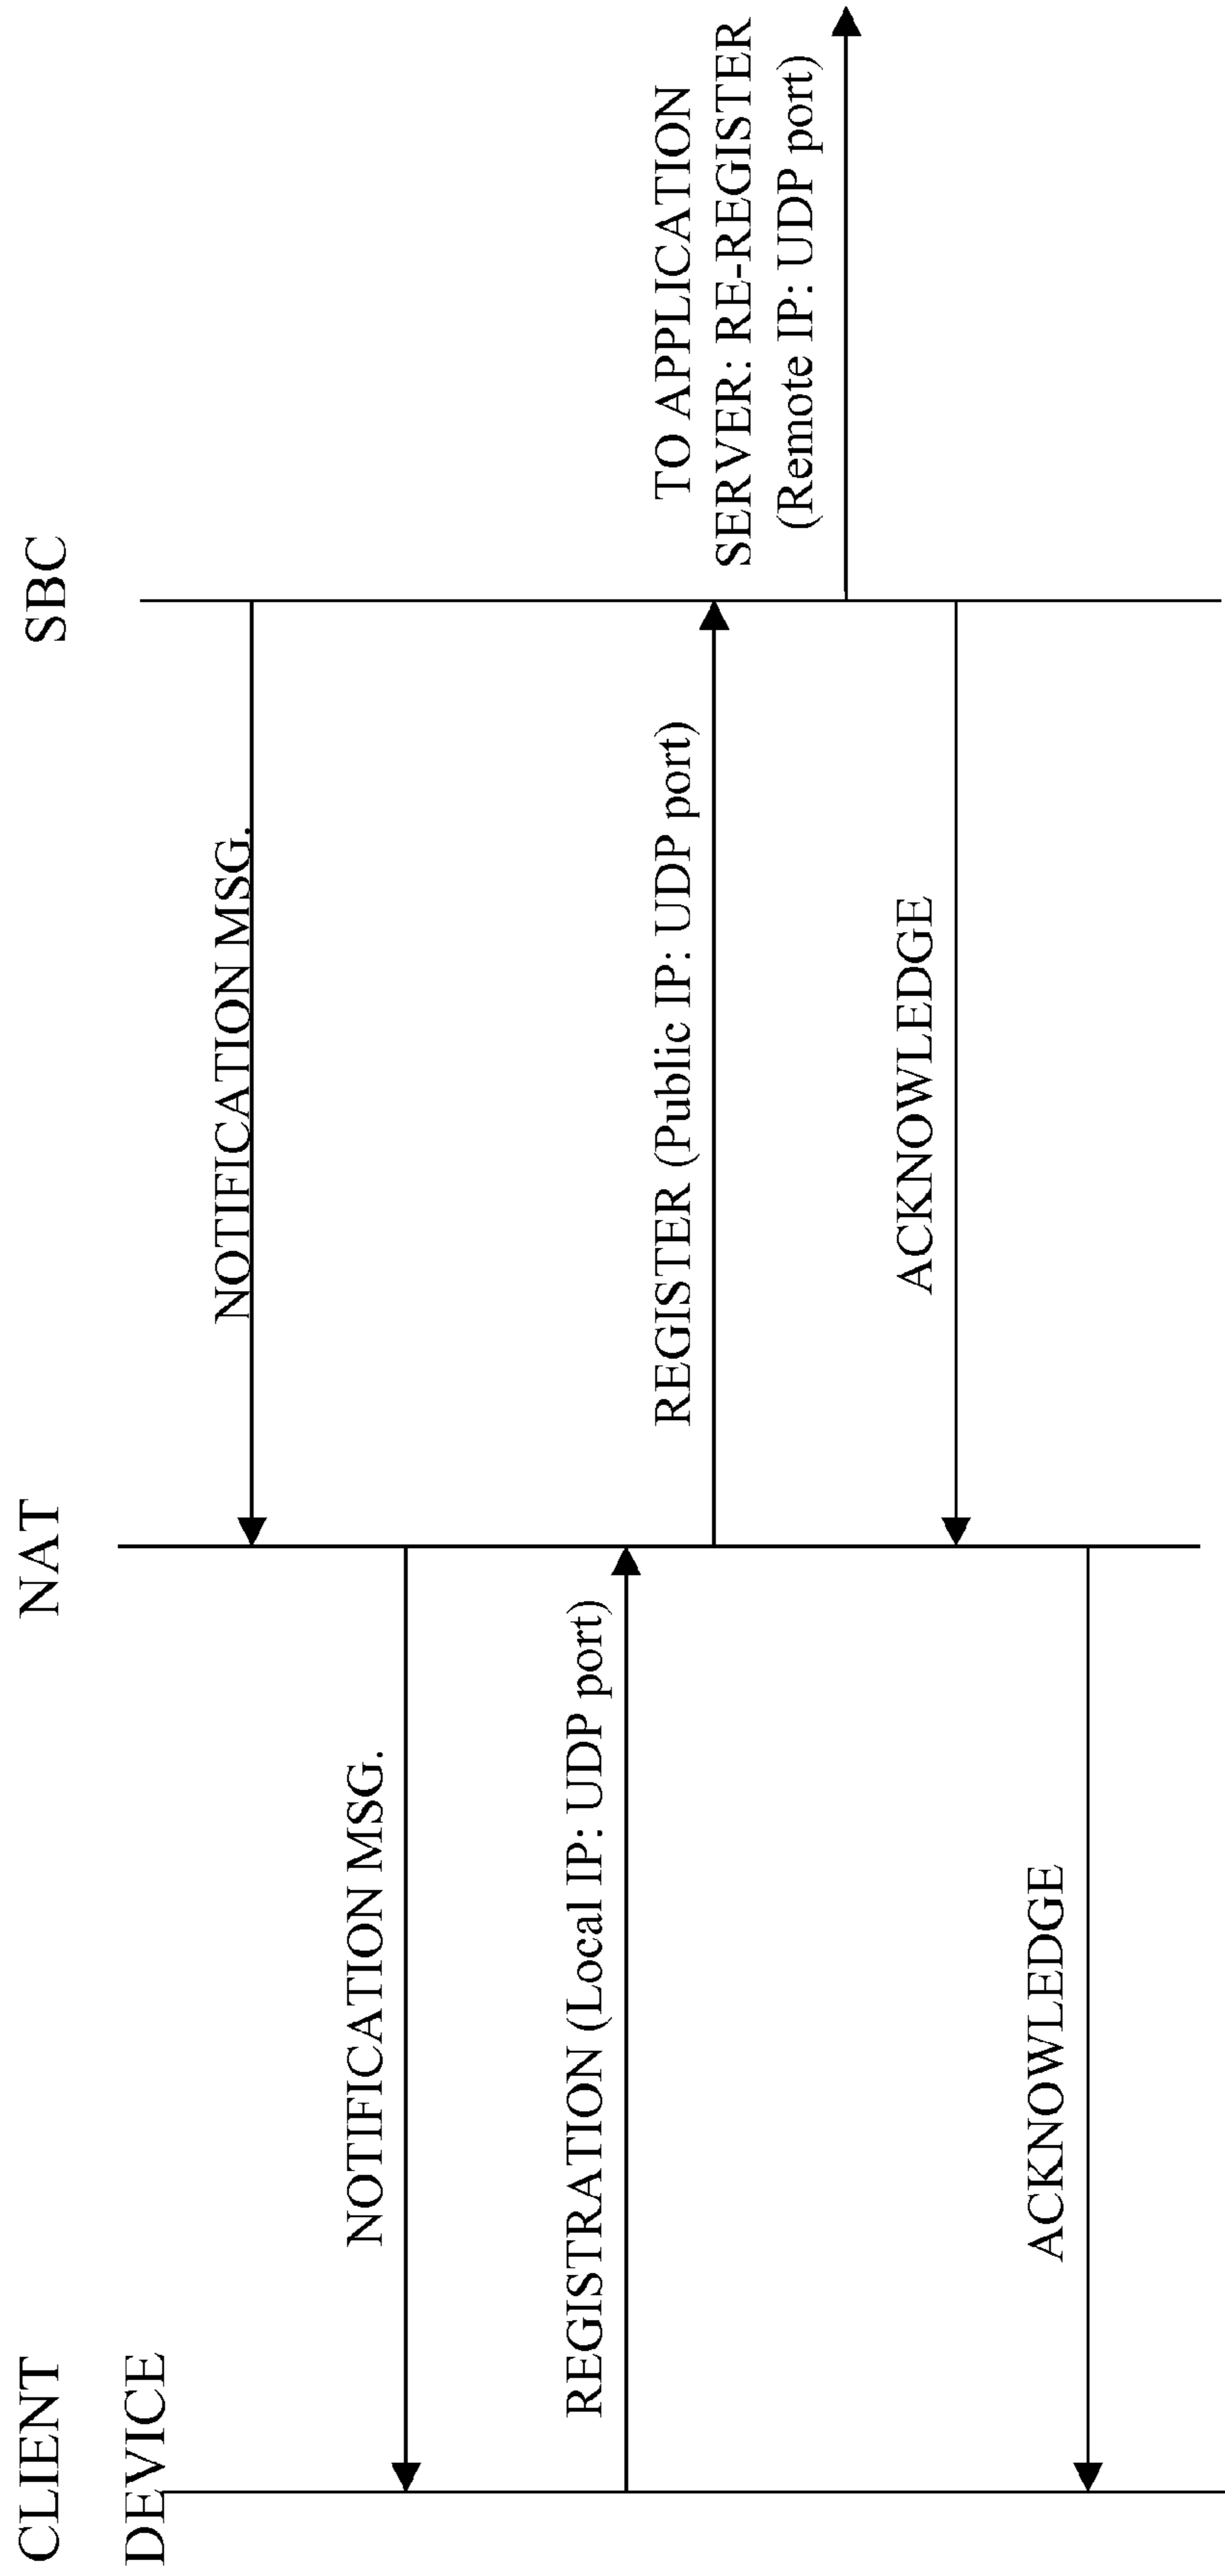 CLIENT
DEVICE
NAT
SBC
NOTIFICATION MSG.
NOTIFICATION MSG.
REGISTRATION (Local IP: UDP port)
REGISTER (Public IP: UDP port)
TO APPLICATION
SERVER: RE-REGISTER
(Remote IP: UDP port)
ACKNOWLEDGE
ACKNOWLEDGE